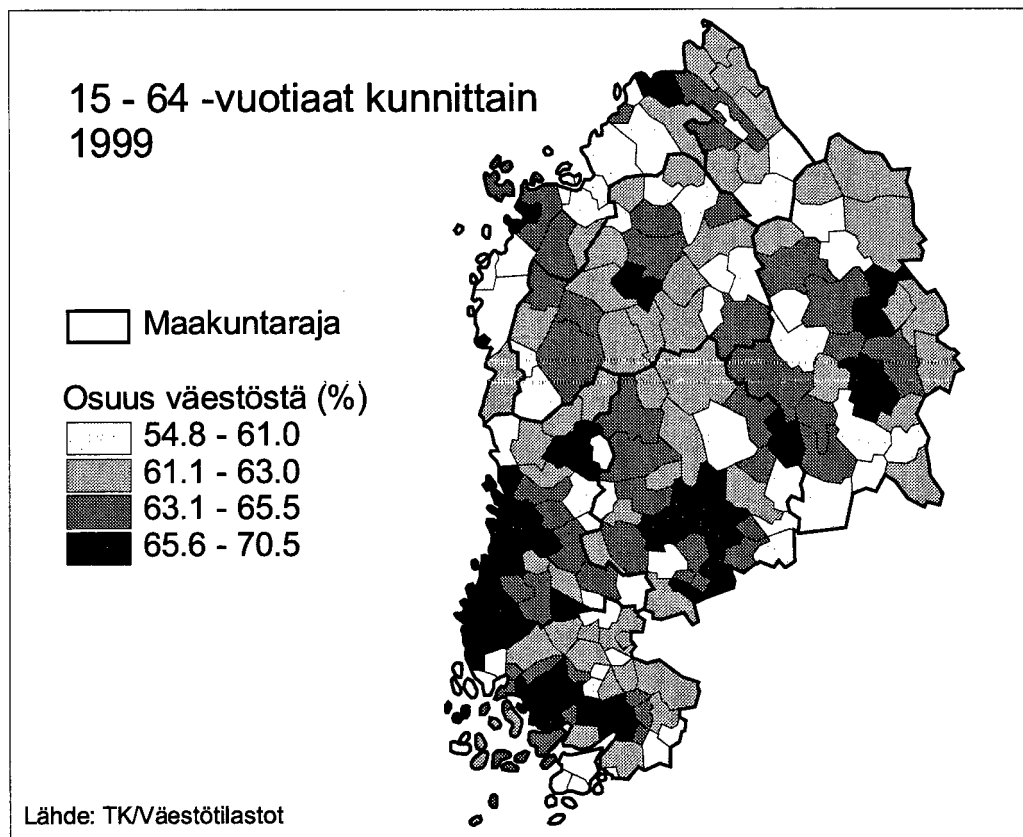 15 - 64 -vuotiaat kunnittain
1999
Maakuntaraja
Osuus väestöstä (%)
54.8 - 61.0
61.1 - 63.0
63.1 - 65.5
65.6 - 70.5
Lähde: TK/Väestötilastot